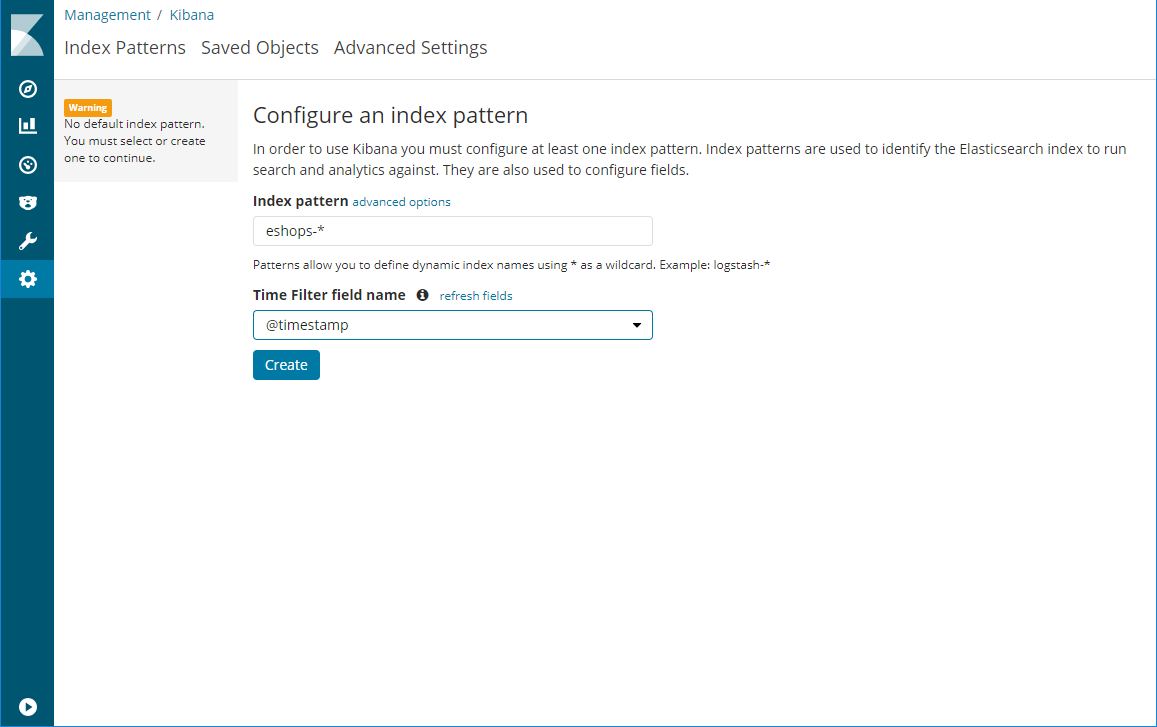 Management / Kibana
Index Patterns Saved Objects Advanced Settings
Warning
No default index pattern.
You must select or create
one to continue.
Configure an index pattern
In order to use Kibana you must configure at least one index pattern. Index patterns are used to identify the Elasticsearch index to run
search and analytics against. They are also used to configure fields.
Index pattern advanced options
eshops-*
Patterns allow you to define dynamic index names using * as a wildcard. Example: logstash-*
Time Filter field name refresh fields
@timestamp
Create